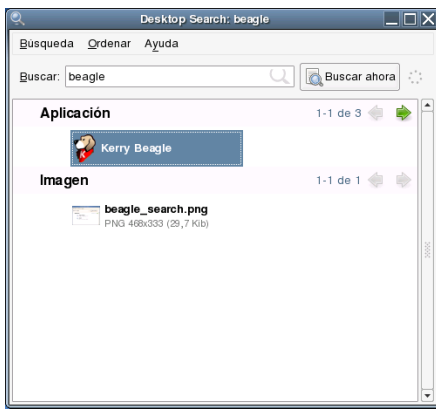 Desktop Search: beagle
Búsqueda Ordenar Ayuda
Buscar: beagle Buscar ahora
Aplicación 1-1 de 3
Kerry Beagle
Imagen 1-1 de 1
beagle_search.png
PNG 468x333 (29,7 Kib)